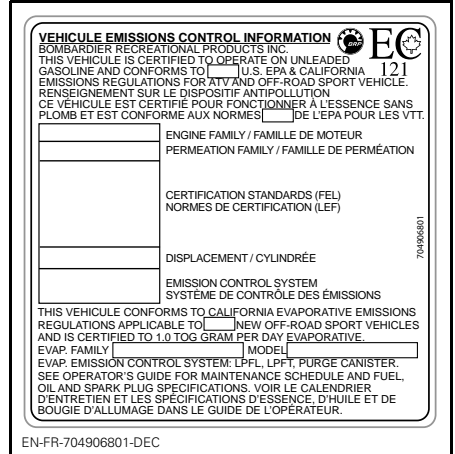 VEHICULE EMISSIONS CONTROL INFORMATION
BRP
EC
BOMBARDIER RECREATIONAL PRODUCTS INC.
THIS VEHICULE IS CERTIFIED TO OPERATE ON UNLEADED
GASOLINE AND CONFORMS TO U.S. EPA & CALIFORNIA
121
EMISSIONS REGULATIONS FOR ATV AND OFF-ROAD SPORT VEHICLE.
RENSEIGNEMENT SUR LE DISPOSITIF ANTIPOLLUTION
CE VÉHICULE EST CERTIFIÉ POUR FONCTIONNER À L'ESSENCE SANS
PLOMB ET EST CONFORME AUX NORMES DE L'EPA POUR LES VTT.
ENGINE FAMILY / FAMILLE DE MOTEUR
PERMEATION FAMILY / FAMILLE DE PERMÉATION
CERTIFICATION STANDARDS (FEL)
NORMES DE CERTIFICATION (LEF)
704906801
DISPLACEMENT / CYLINDRÉE
EMISSION CONTROL SYSTEM
SYSTÈME DE CONTRÔLE DES ÉMISSIONS
THIS VEHICULE CONFORMS TO CALIFORNIA EVAPORATIVE EMISSIONS
REGULATIONS APPLICABLE TO NEW OFF-ROAD SPORT VEHICLES
AND IS CERTIFIED TO 1.0 TOG GRAM PER DAY EVAPORATIVE.
EVAP. FAMILY MODEL
EVAP. EMISSION CONTROL SYSTEM: LPFL, LPFT, PURGE CANISTER.
SEE OPERATOR'S GUIDE FOR MAINTENANCE SCHEDULE AND FUEL,
OIL AND SPARK PLUG SPECIFICATIONS. VOIR LE CALENDRIER
D'ENTRETIEN ET LES SPÉCIFICATIONS D'ESSENCE, D'HUILE ET DE
BOUGIE D'ALLUMAGE DANS LE GUIDE DE L'OPÉRATEUR.
EN-FR-704906801-DEC